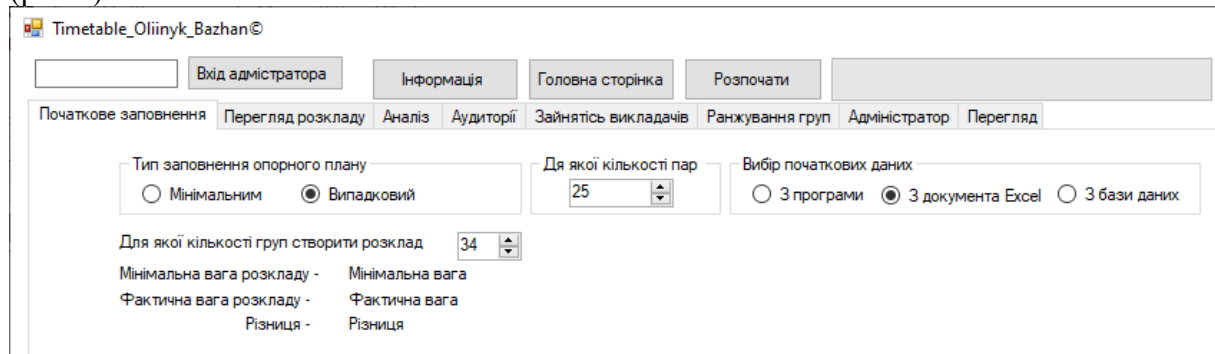 Timetable_Oliinyk_Bazhan©
Вхід адмістратора Інформація Головна сторінка Розпочати
Початкове заповнення Перегляд розкладу Аналіз Аудиторії Зайнятісь викладачів Ранжування груп Адміністратор Перегляд
Тип заповнення опорного плану Дя якої кількості пар Вибір початкових даних
Мінімальним Випадковий 25 З програми З документа Excel З бази даних
Для якої кількості груп створити розклад 34
Мінімальна вага розкладу - Мінімальна вага
Фактична вага розкладу - Фактична вага
Різниця - Різниця